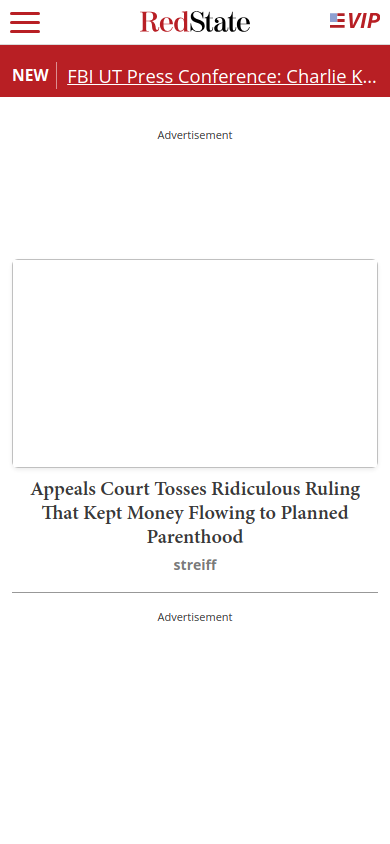 RedState
VIP
NEW
FBI UT Press Conference: Charlie K...
Advertisement
Appeals Court Tosses Ridiculous Ruling
That Kept Money Flowing to Planned
Parenthood
streiff
Advertisement